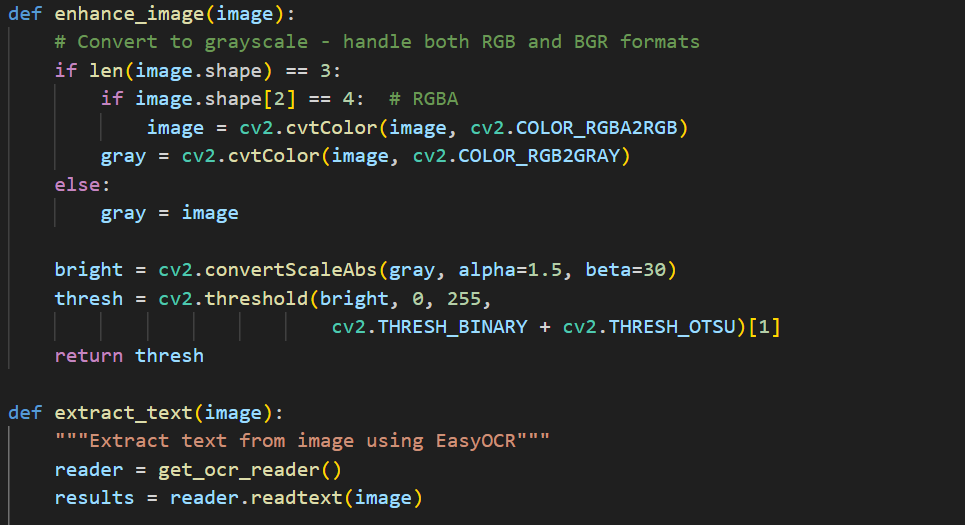 def enhance_image(image):
    # Convert to grayscale - handle both RGB and BGR formats
    if len(image.shape) == 3:
        if image.shape[2] == 4:  # RGBA
            image = cv2.cvtColor(image, cv2.COLOR_RGBA2RGB)
        gray = cv2.cvtColor(image, cv2.COLOR_RGB2GRAY)
    else:
        gray = image

    bright = cv2.convertScaleAbs(gray, alpha=1.5, beta=30)
    thresh = cv2.threshold(bright, 0, 255,
                            cv2.THRESH_BINARY + cv2.THRESH_OTSU)[1]
    return thresh

def extract_text(image):
    """Extract text from image using EasyOCR"""
    reader = get_ocr_reader()
    results = reader.readtext(image)